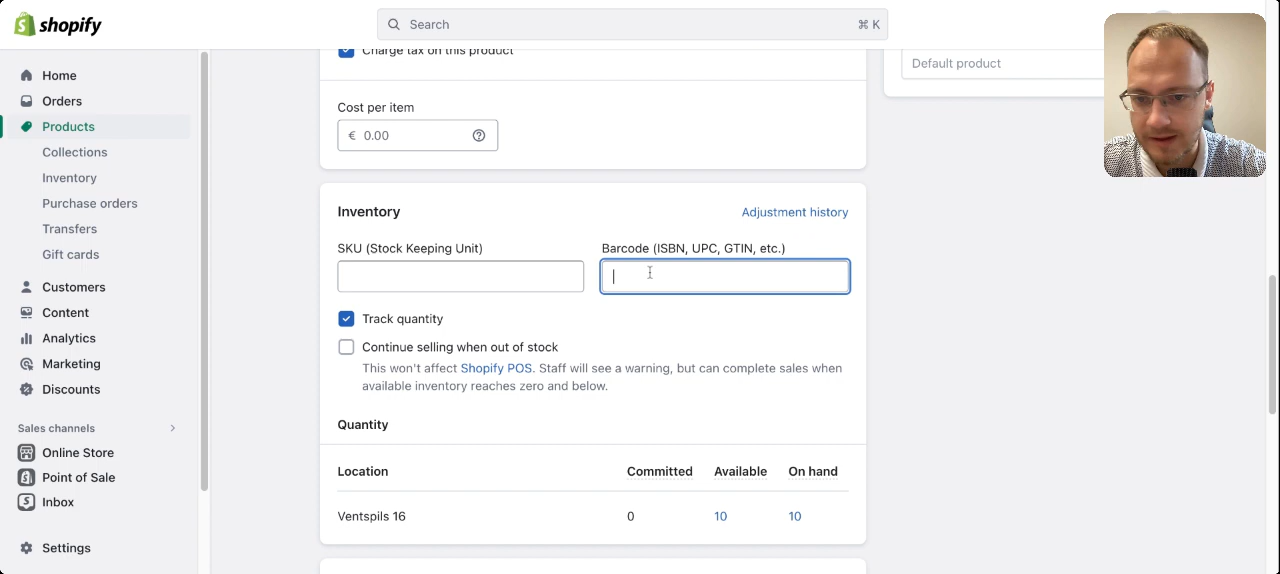 shopify
Search
⌘ K
Home
Orders
Products
Collections
Inventory
Purchase orders
Transfers
Gift cards
Customers
Content
Analytics
Marketing
Discounts
Sales channels
Online Store
Point of Sale
Inbox
Settings
Charge tax on this product
Cost per item
€ 0.00
Default product
Inventory
Adjustment history
SKU (Stock Keeping Unit)
Barcode (ISBN, UPC, GTIN, etc.)
Track quantity
Continue selling when out of stock
This won't affect Shopify POS. Staff will see a warning, but can complete sales when
available inventory reaches zero and below.
Quantity
Location Committed Available On hand
Ventspils 16 0 10 10